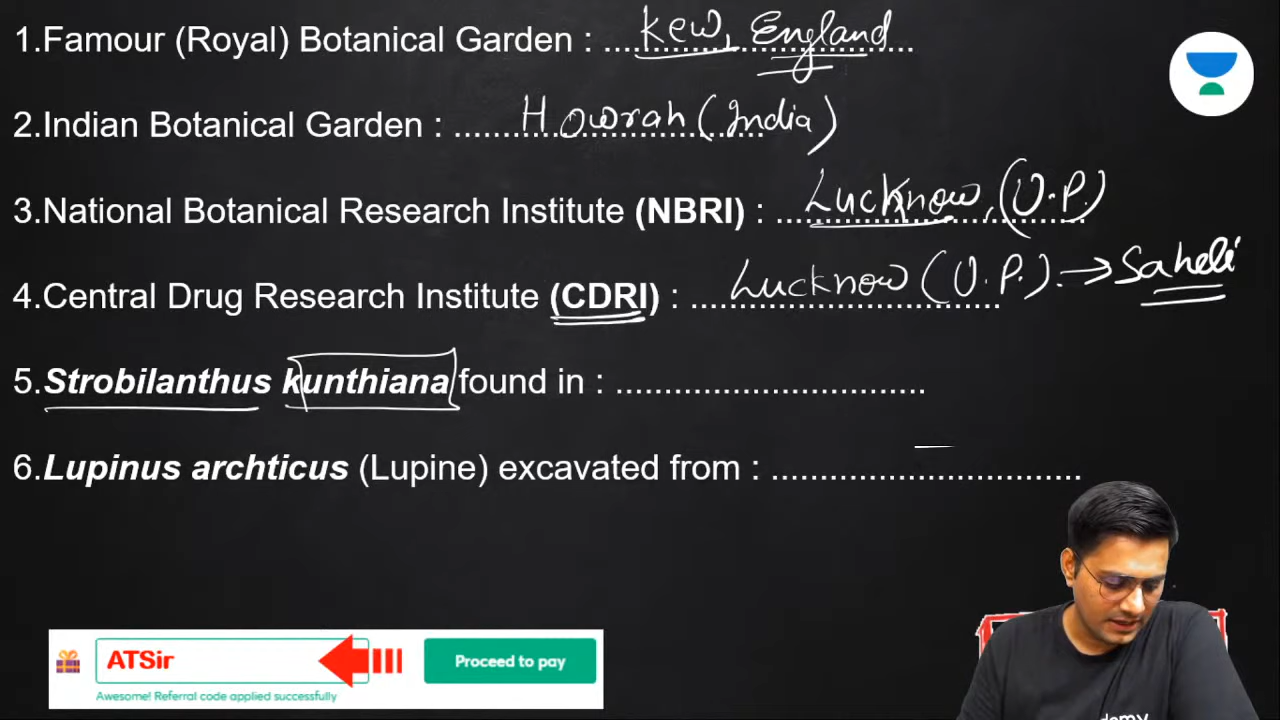 1.Famour (Royal) Botanical Garden : ....Kew, England....
2.Indian Botanical Garden : ....Howrah (India)....
3.National Botanical Research Institute (NBRI) : ....Lucknow, (U.P.)....
4.Central Drug Research Institute (CDRI) : ....Lucknow (U.P.). → Saheli
5.Strobilanthus kunthiana found in : ................................
6.Lupinus archticus (Lupine) excavated from : ................................
ATSir
Proceed to pay
Awesome! Referral code applied successfully
demy